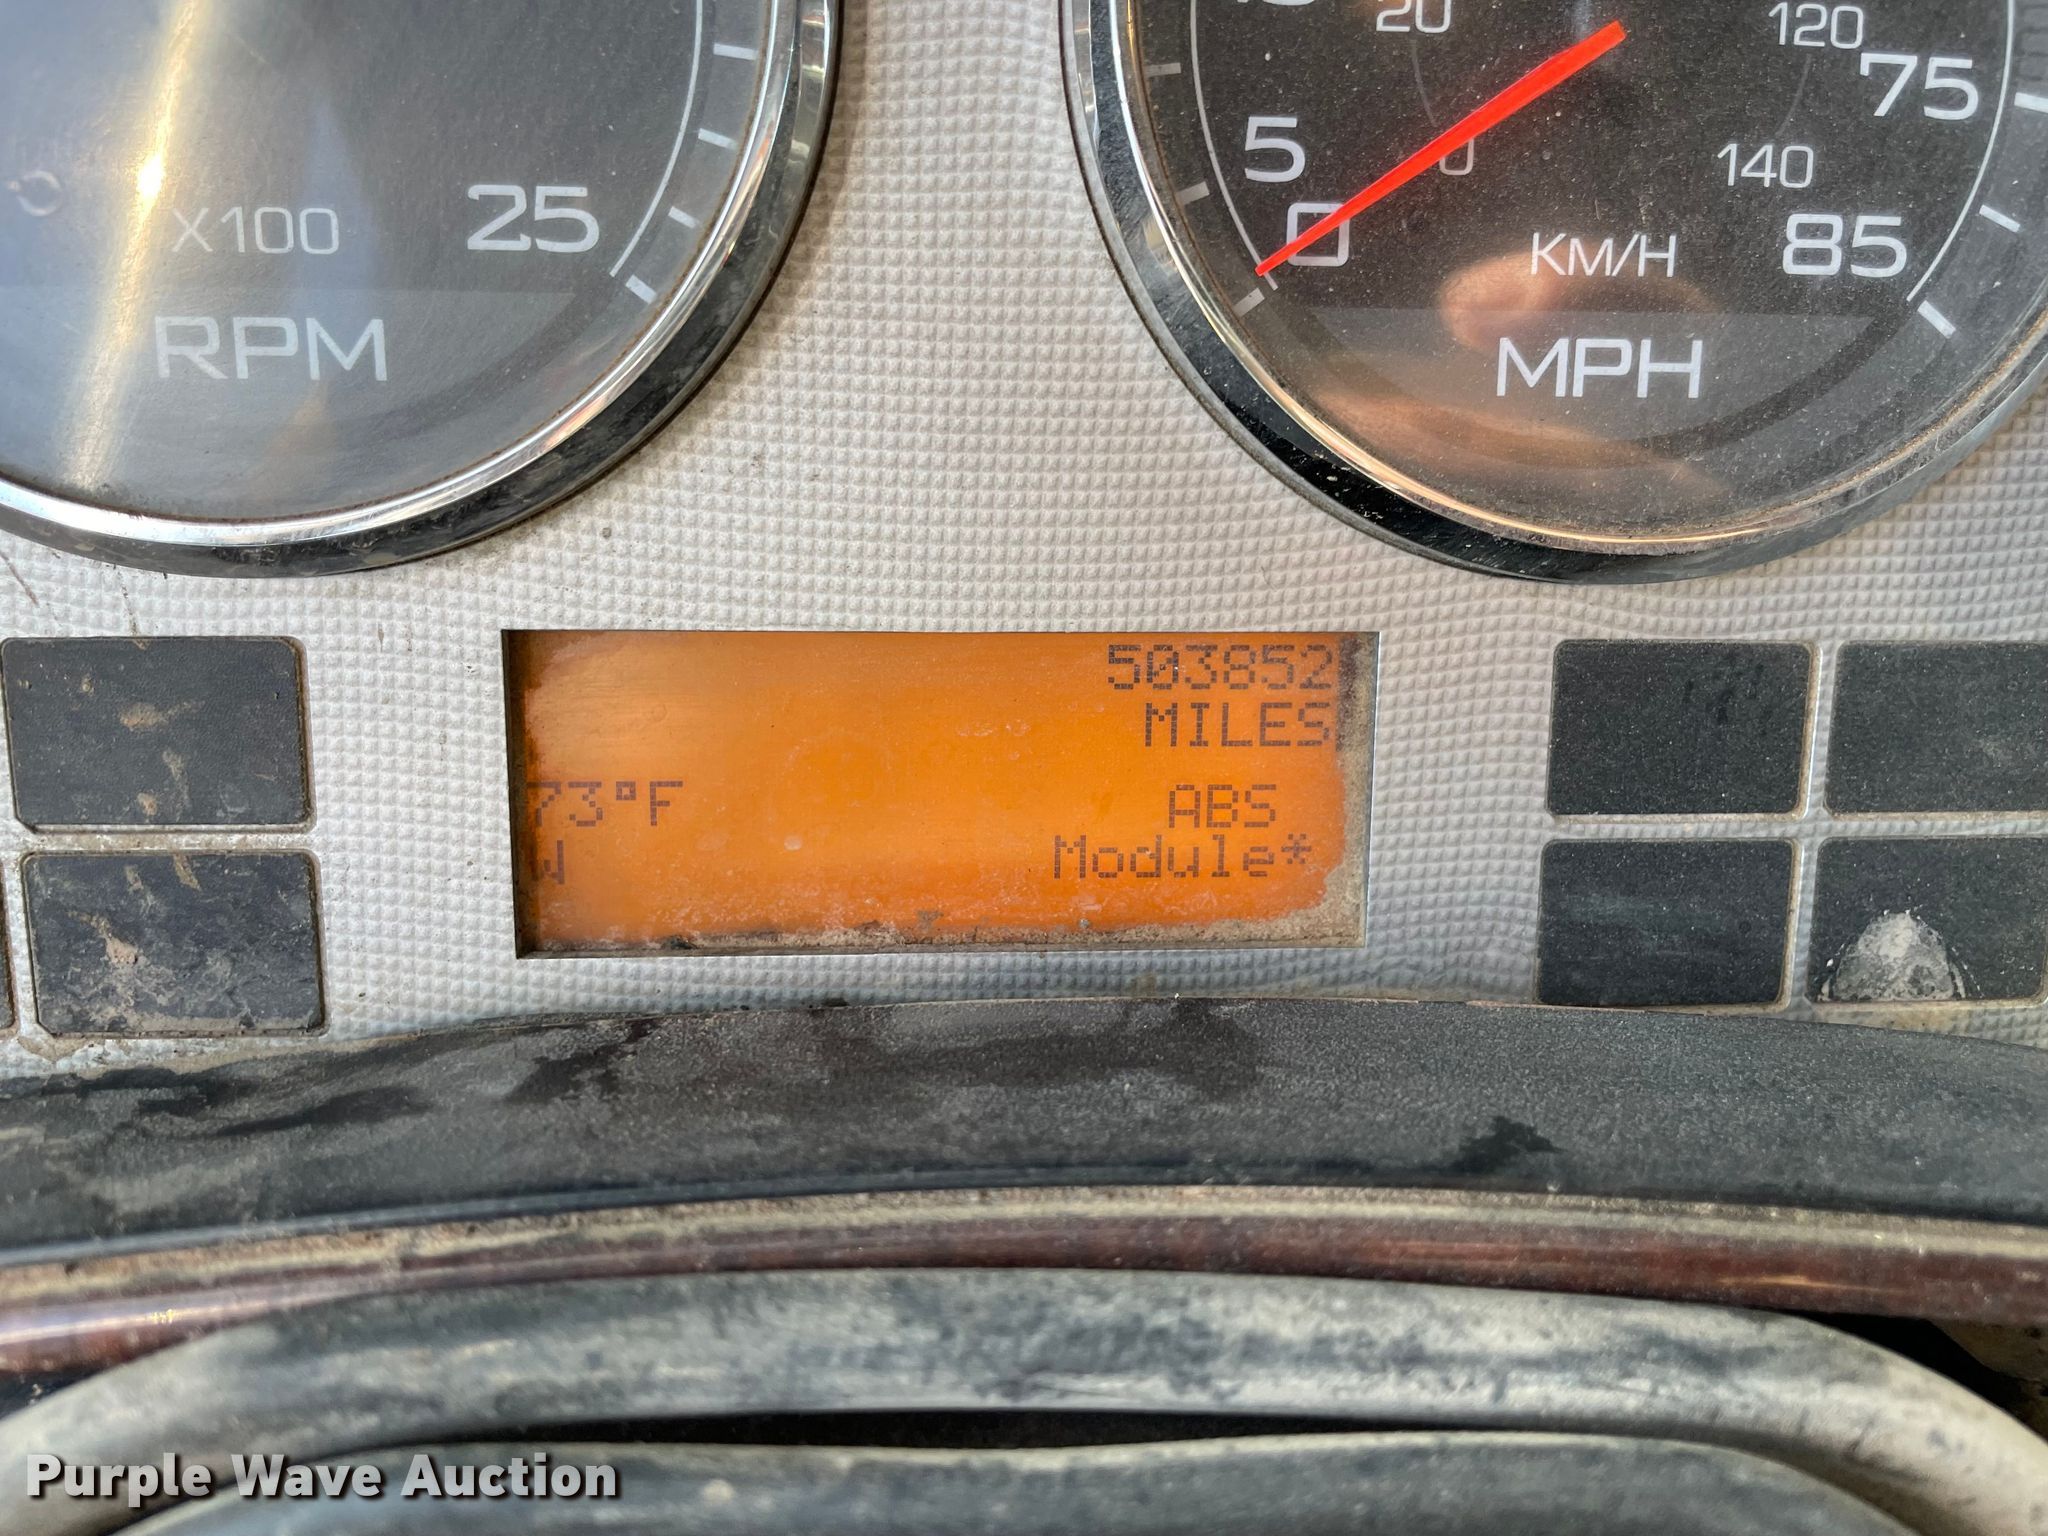 20
120
75
5
0
140
25
0
85
X100
KM/H
RPM
MPH
503852
MILES
73°F
ABS
W
Module*
Purple Wave Auction